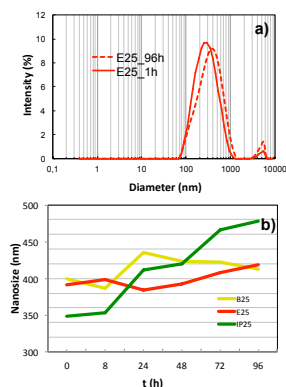 a)
E25_96h
E25_1h
Intensity (%)
12
10
8
6
4
2
0
0,1 1 10 100 1000 10000
Diameter (nm)
b)
Nanosize (nm)
500
450
400
350
300
B25
E25
IP25
0 8 24 48 72 96
t (h)